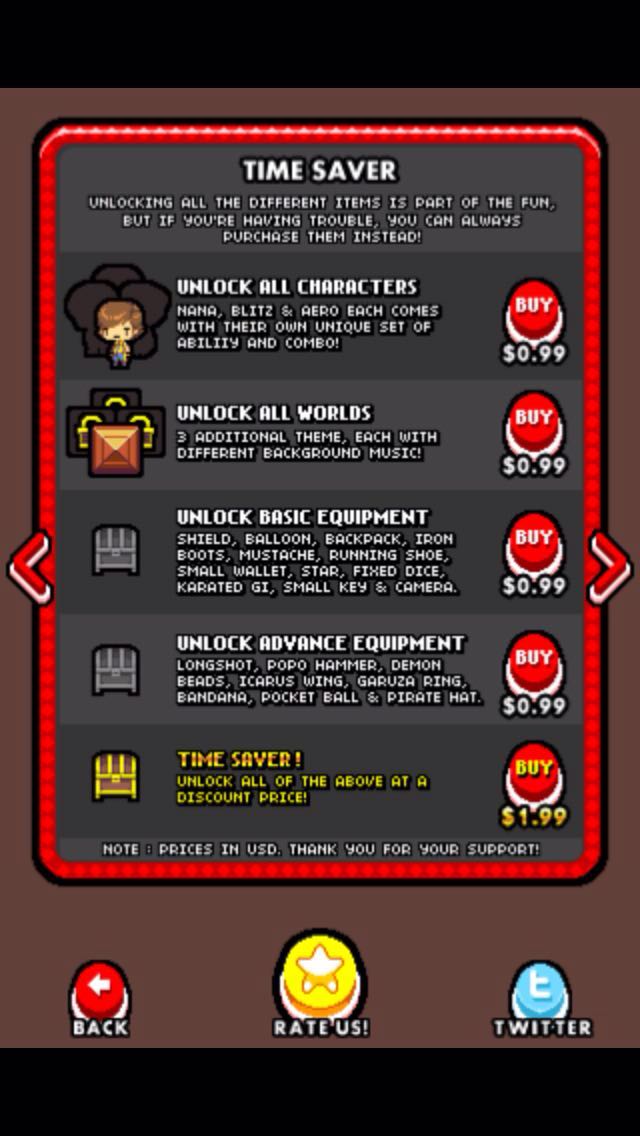 TIME SAVER
UNLOCKING ALL THE DIFFERENT ITEMS IS PART OF THE FUN,
BUT IF YOU'RE HAVING TROUBLE, YOU CAN ALWAYS
PURCHASE THEM INSTEAD!
UNLOCK ALL CHARACTERS
NANA, BLITZ & AERO EACH COMES
WITH THEIR OWN UNIQUE SET OF
ABILIIY AND COMBO!
BUY
$0.99
UNLOCK ALL WORLDS
3 ADDITIONAL THEME, EACH WITH
DIFFERENT BACKGROUND MUSIC!
BUY
$0.99
UNLOCK BASIC EQUIPMENT
SHIELD, BALLOON, BACKPACK, IRON
BOOTS, MUSTACHE, RUNNING SHOE,
SMALL WALLET, STAR, FIXED DICE,
KARATED GI, SMALL KEY & CAMERA.
BUY
$0.99
UNLOCK ADVANCE EQUIPMENT
LONGSHOT, POPO HAMMER, DEMON
BEADS, ICARUS WING, GARUZA RING,
BANDANA, POCKET BALL & PIRATE HAT.
BUY
$0.99
TIME SAVER!
UNLOCK ALL OF THE ABOVE AT A
DISCOUNT PRICE!
BUY
$1.99
NOTE : PRICES IN USD. THANK YOU FOR YOUR SUPPORT!
BACK
RATE US!
TWITTER